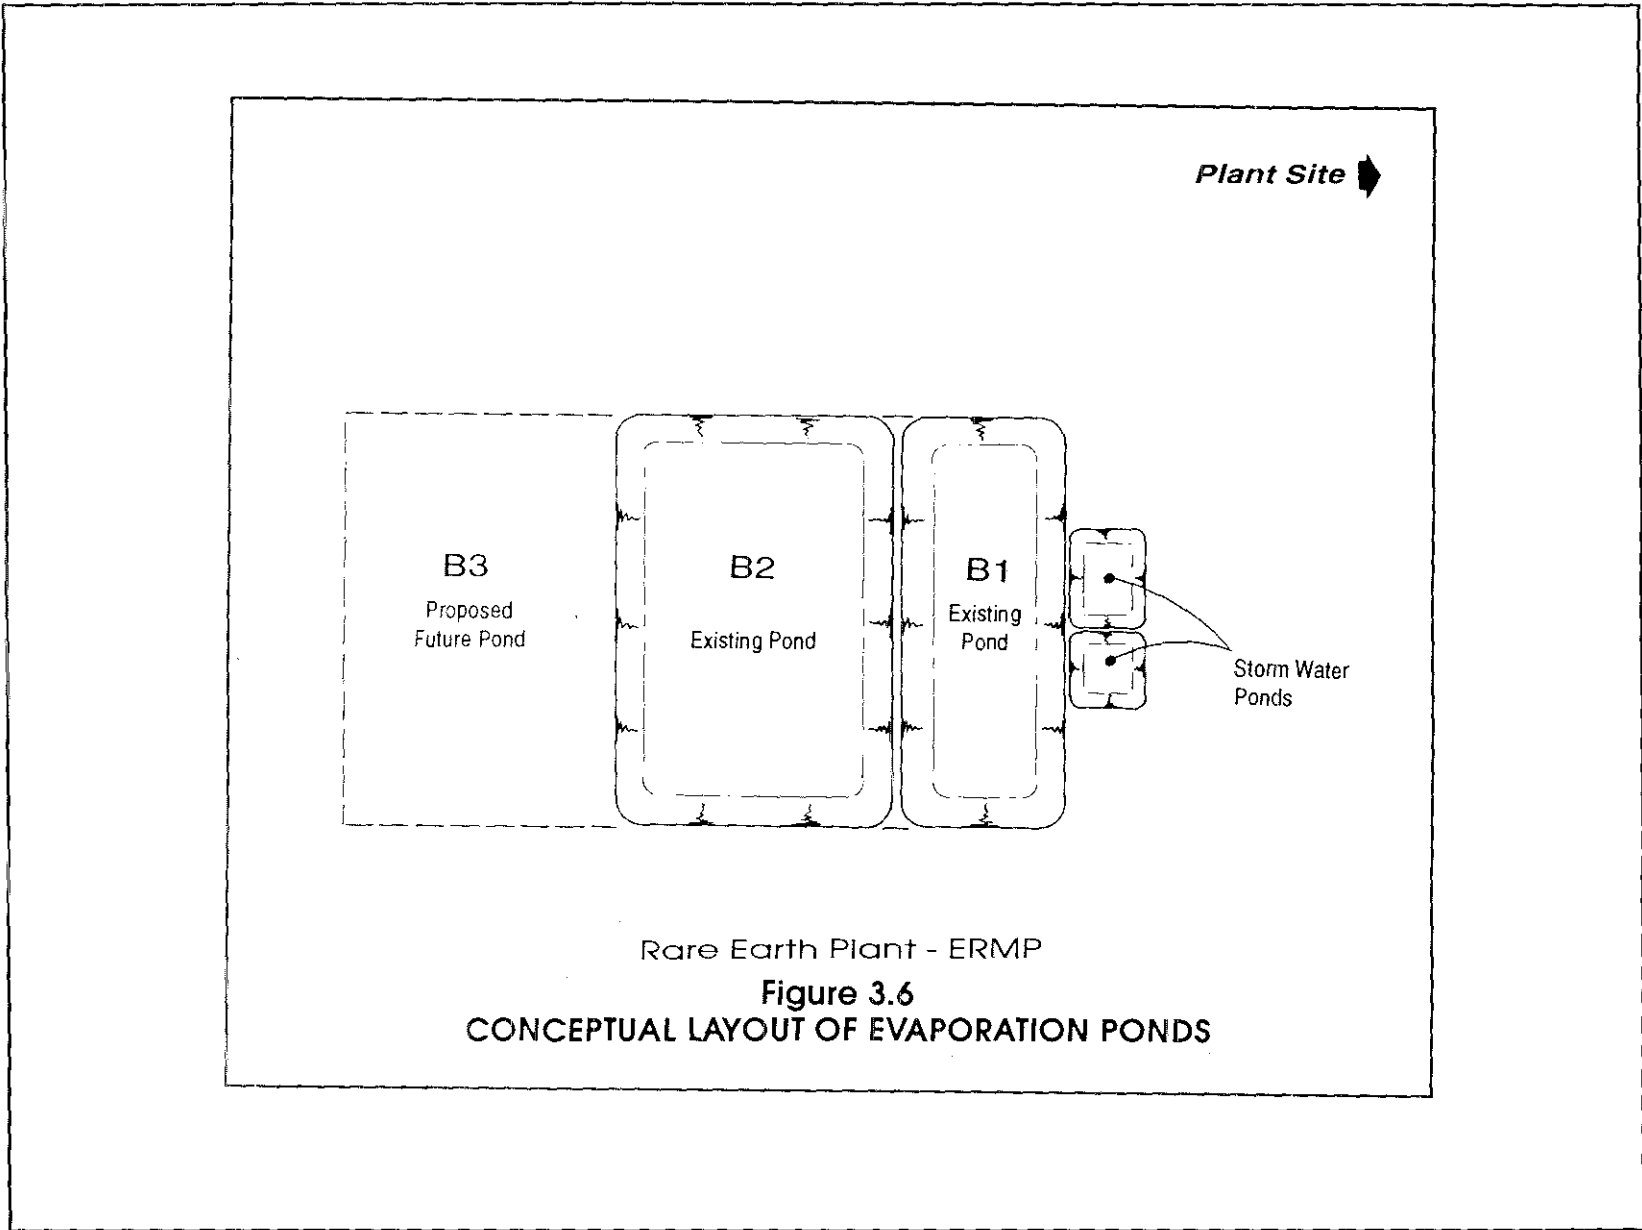 Plant Site
B3
Proposed
Future Pond
B2
Existing Pond
B1
Existing
Pond
Storm Water
Ponds
Rare Earth Plant - ERMP
Figure 3.6
CONCEPTUAL LAYOUT OF EVAPORATION PONDS